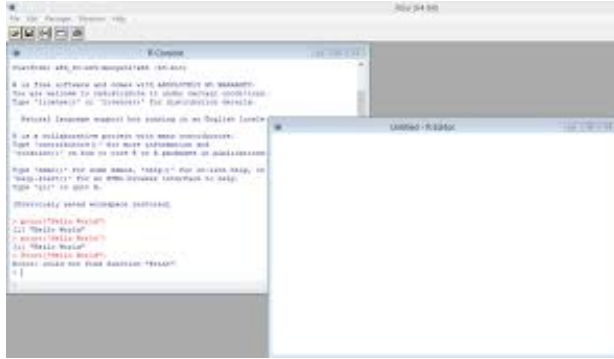 RGui (64-bit)
File Edit Packages Windows Help
R Console
Platform: x86_64-w64-mingw32/x64 (64-bit)
R is free software and comes with ABSOLUTELY NO WARRANTY.
You are welcome to redistribute it under certain conditions.
Type 'license()' or 'licence()' for distribution details.
Natural language support but running in an English locale
R is a collaborative project with many contributors.
Type 'contributors()' for more information and
'citation()' on how to cite R or R packages in publications.
Type 'demo()' for some demos, 'help()' for on-line help, or
'help.start()' for an HTML browser interface to help.
Type 'q()' to quit R.
[Previously saved workspace restored]
> print("Hello World")
[1] "Hello World"
> print('Hello World')
[1] "Hello World"
> Print("Hello World")
Error: could not find function "Print"
>
Untitled - R Editor